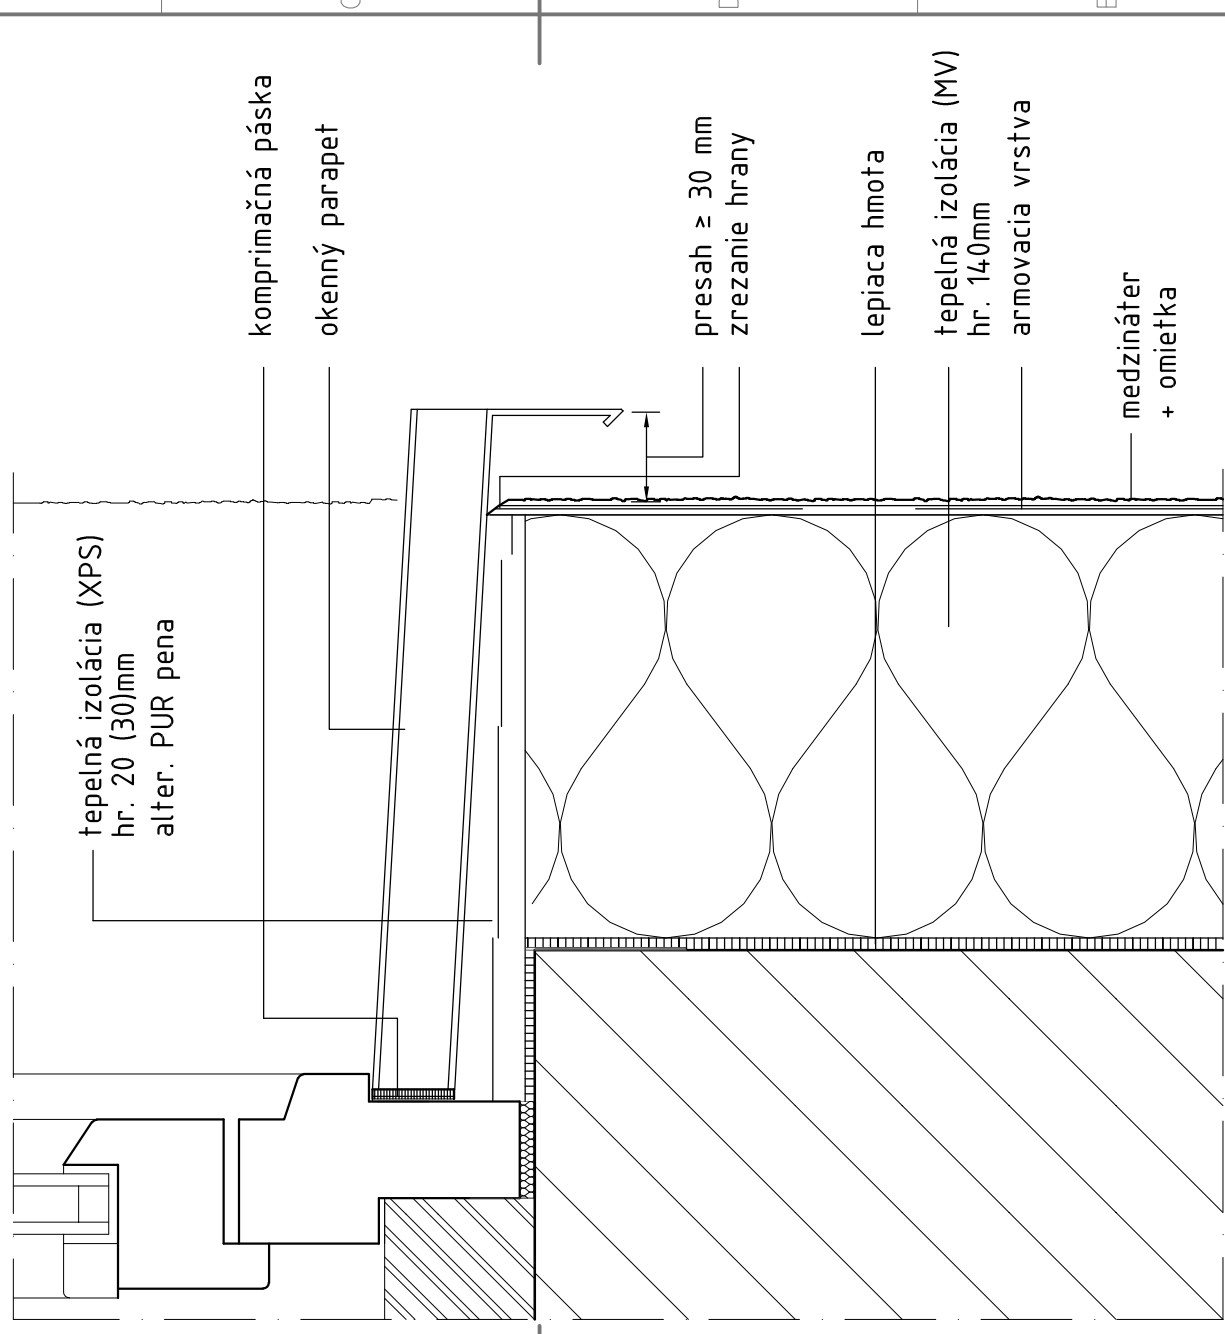 komprimačná páska
okenný parapet
tepelná izolácia (XPS)
hr. 20 (30)mm
alter. PUR pena
presah ≥ 30 mm
zrezanie hrany
lepiaca hmota
tepelná izolácia (MV)
hr. 140mm
armovacia vrstva
medzináter
+ omietka